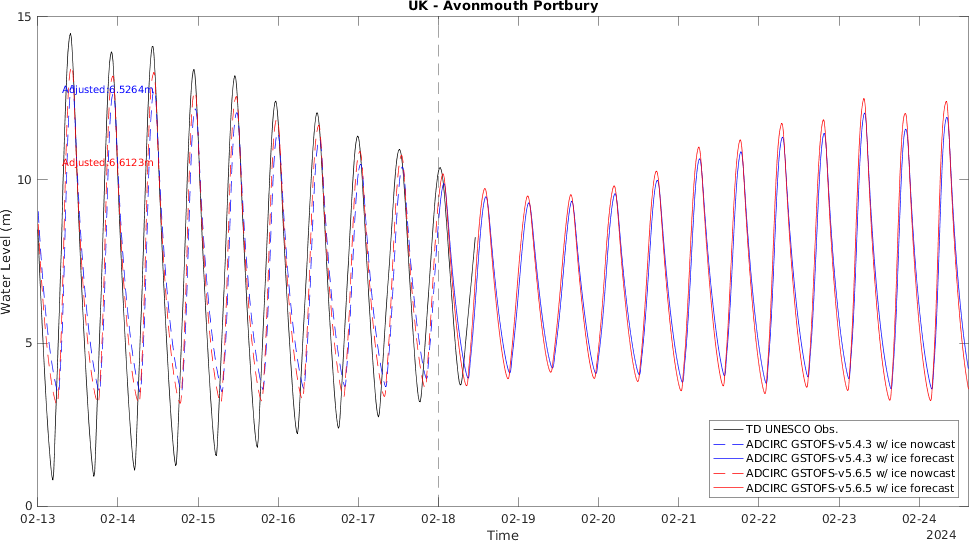 UK - Avonmouth Portbury
15
10
5
0
Water Level (m)
Adjusted:6.5264m
Adjusted:6.6123m
TD UNESCO Obs.
ADCIRC GSTOFS-v5.4.3 w/ ice nowcast
ADCIRC GSTOFS-v5.4.3 w/ ice forecast
ADCIRC GSTOFS-v5.6.5 w/ ice nowcast
ADCIRC GSTOFS-v5.6.5 w/ ice forecast
02-13 02-14 02-15 02-16 02-17 02-18 02-19 02-20 02-21 02-22 02-23 02-24
Time
2024